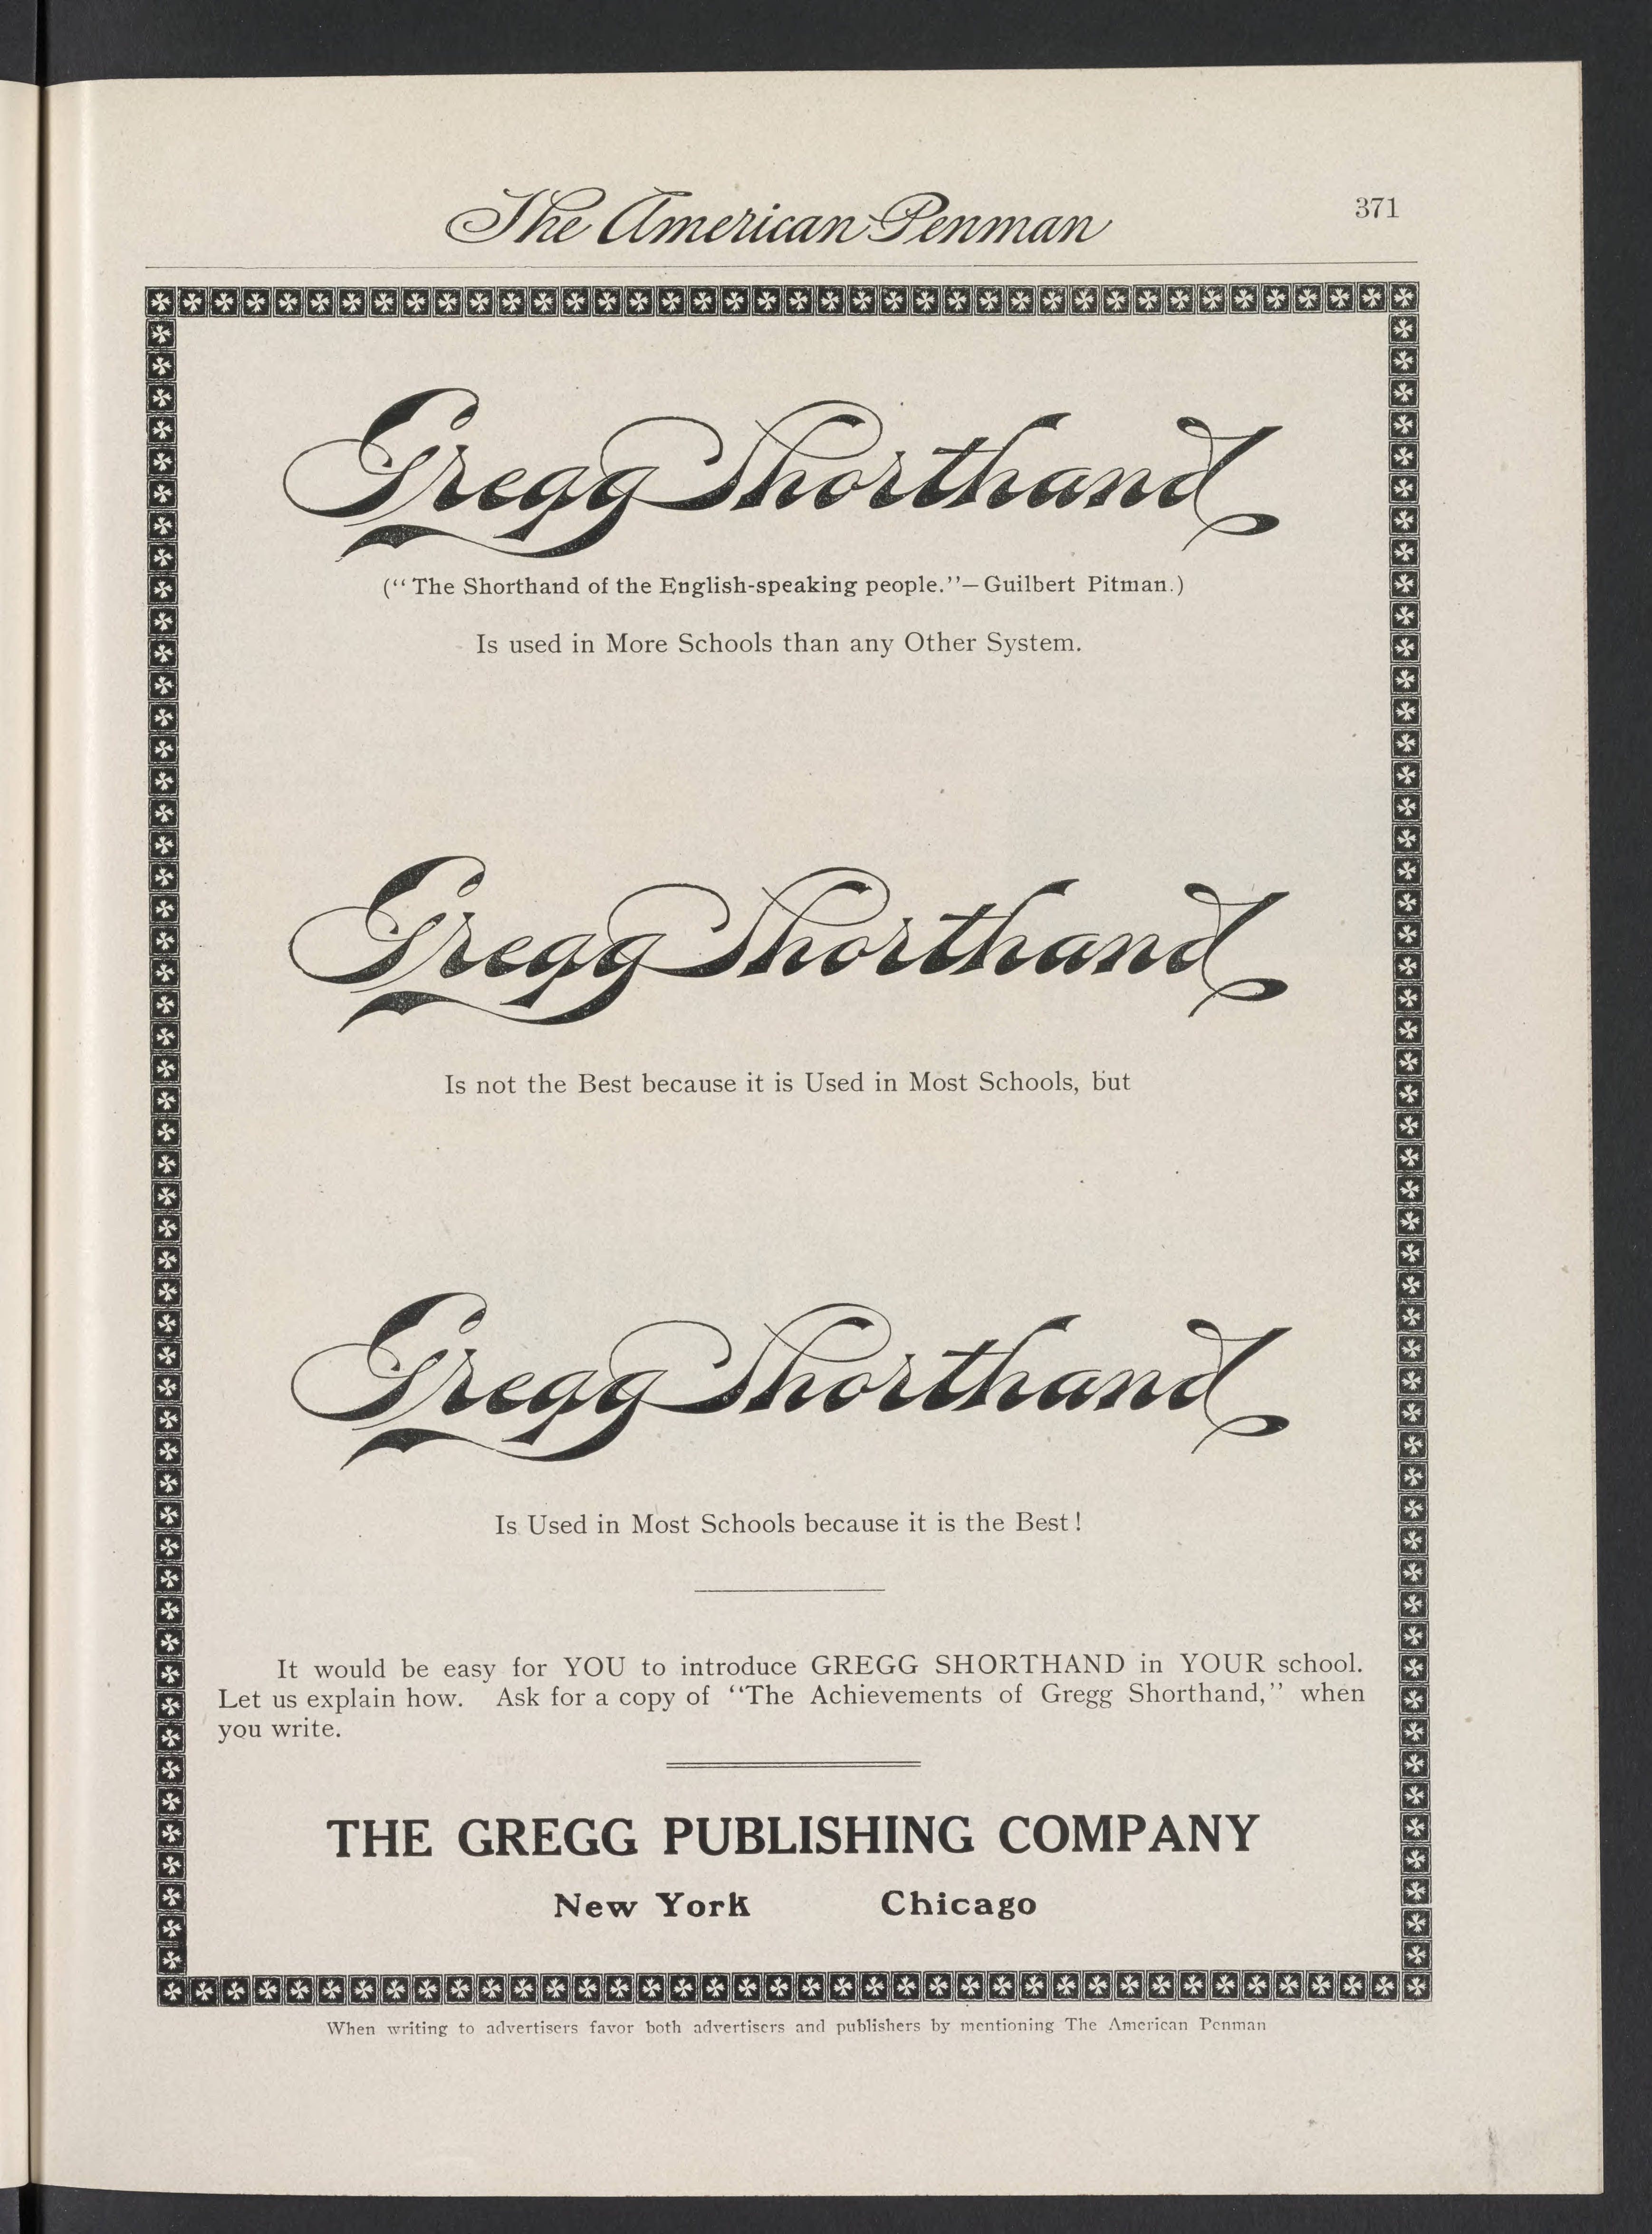 The American Penman
371
Gregg Shorthand
("The Shorthand of the English-speaking people."—Guilbert Pitman.)
Is used in More Schools than any Other System.
Gregg Shorthand
Is not the Best because it is Used in Most Schools, but
Gregg Shorthand
Is Used in Most Schools because it is the Best!
It would be easy for YOU to introduce GREGG SHORTHAND in YOUR school.
Let us explain how. Ask for a copy of "The Achievements of Gregg Shorthand," when
you write.
THE GREGG PUBLISHING COMPANY
New York Chicago
When writing to advertisers favor both advertisers and publishers by mentioning The American Penman